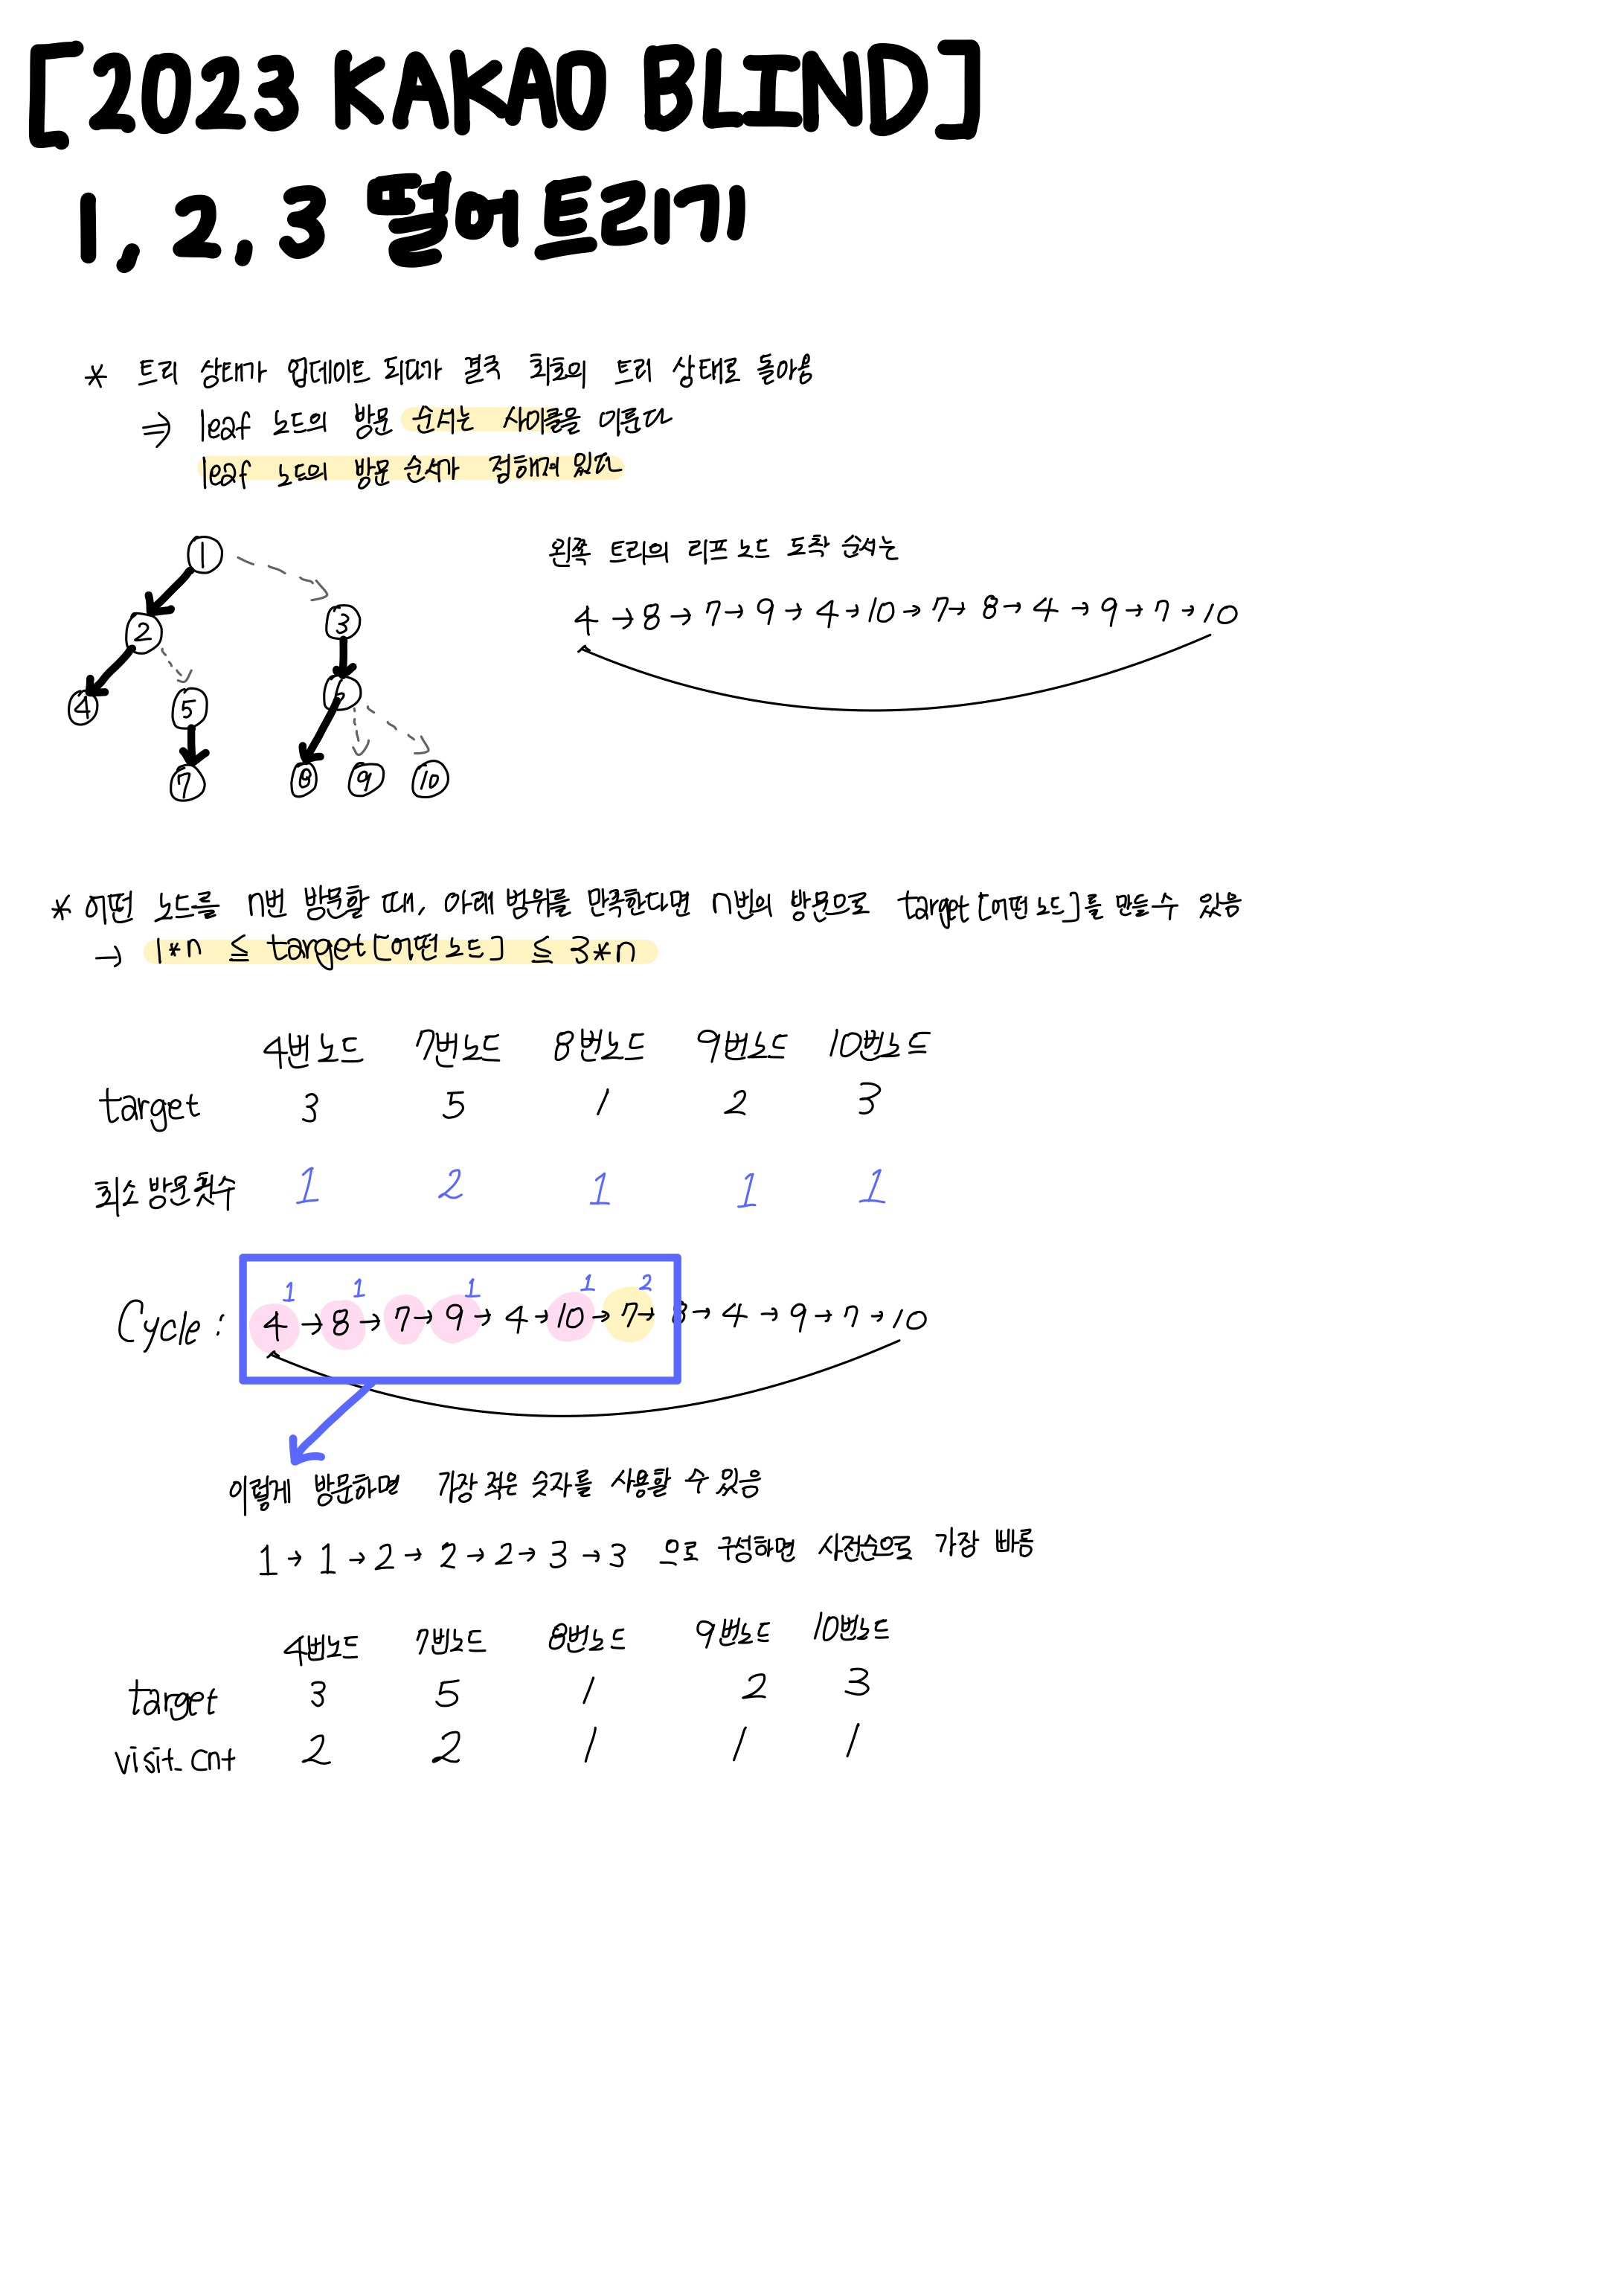 [2023 KAKAO BLIND]
1, 2, 3 떨어트리기
* 트리 상태가 업데이트 되다가 결국 최초의 트리 상태로 돌아옴
⇒ leaf 노드의 방문 순서는 사이클을 이룬다
leaf 노드의 방문 순서가 정해져 있다
왼쪽 트리의 리프 노드 도착 순서는
4 → 8 → 7 → 9 → 4 → 10 → 7 → 8 → 4 → 9 → 7 → 10
1
2 3
4 5
7 8 9 10
* 어떤 노드를 n번 방문할 때, 아래 범위를 만족한다면 n번의 방문으로 target[어떤 노드]를 만들 수 있음
→ 1*n ≤ target[어떤 노드] ≤ 3*n
4번 노드 7번 노드 8번 노드 9번 노드 10번 노드
target 3 5 1 2 3
최소 방문 횟수 1 2 1 1 1
1 1 1 1 2
Cycle : 4 → 8 → 7 → 9 → 4 → 10 → 7 → 8 → 4 → 9 → 7 → 10
이렇게 방문하면 가장 적은 숫자를 사용할 수 있음
1 → 1 → 2 → 2 → 2 → 3 → 3 으로 구성하면 사전순으로 가장 빠름
4번노드 7번노드 8번노드 9번노드 10번노드
target 3 5 1 2 3
visit_cnt 2 2 1 1 1